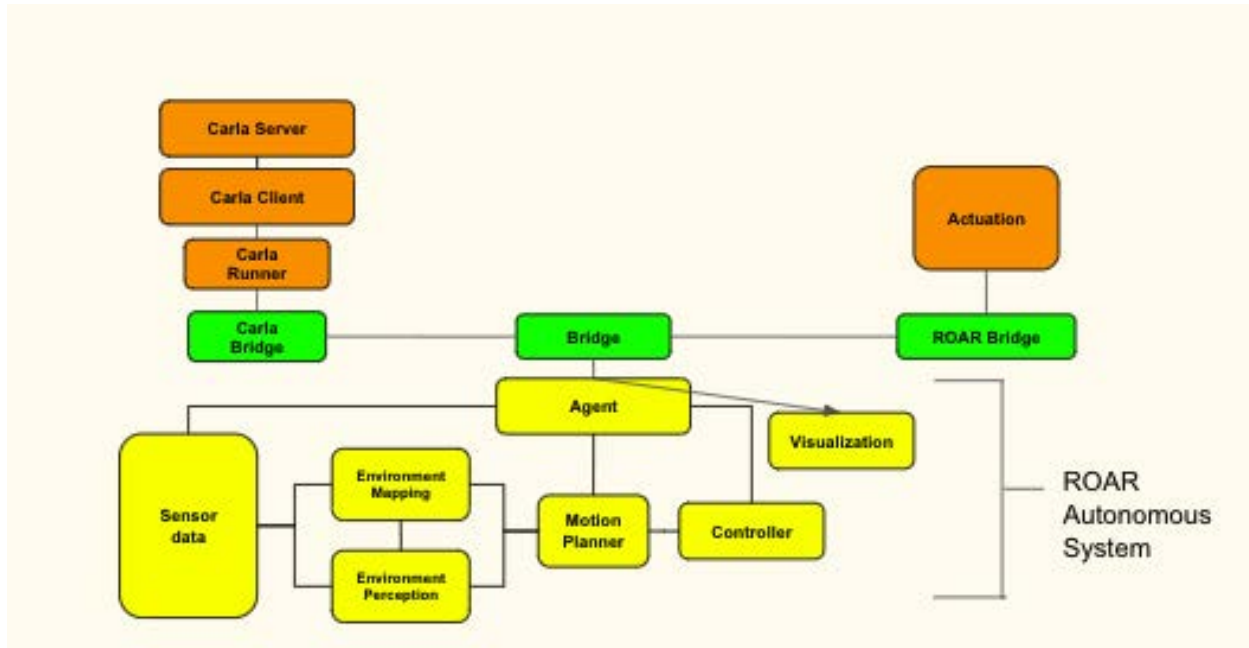 Carla Server
Carla Client
Carla
Runner
Carla
Bridge
Bridge
Actuation
ROAR Bridge
Agent
Visualization
Sensor
data
Environment
Mapping
Environment
Perception
Motion
Planner
Controller
ROAR
Autonomous
System